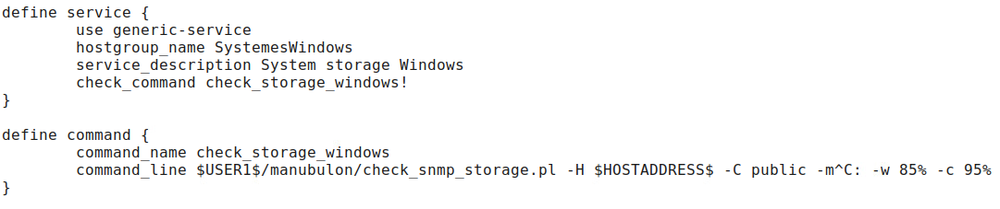 define service {
        use generic-service
        hostgroup_name SystemesWindows
        service_description System storage Windows
        check_command check_storage_windows!
}

define command {
        command_name check_storage_windows
        command_line $USER1$/manubulon/check_snmp_storage.pl -H $HOSTADDRESS$ -C public -m^C: -w 85% -c 95%
}